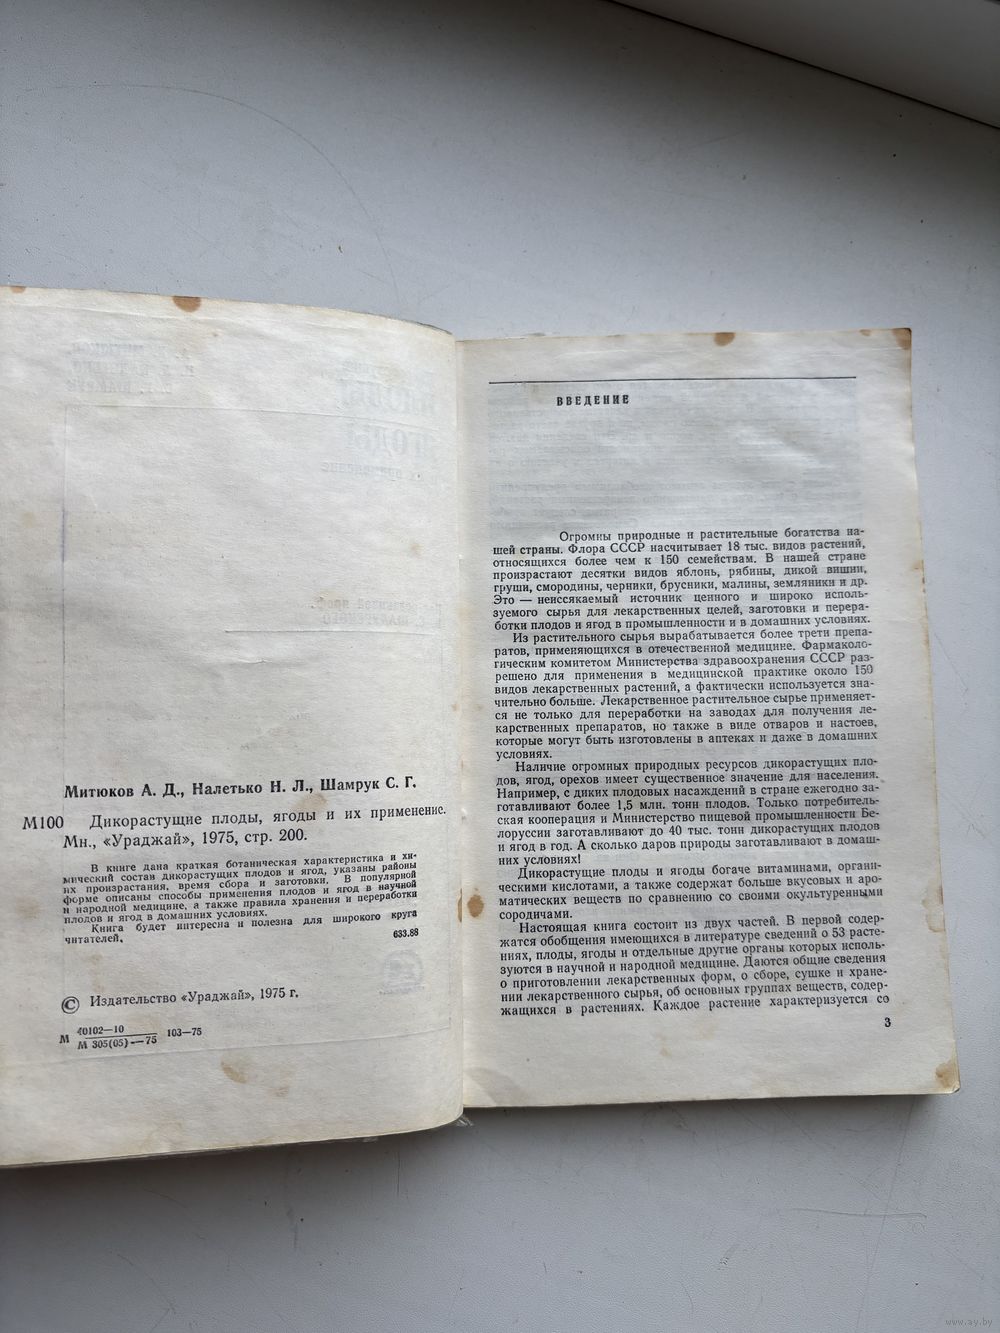 Митюков А. Д., Налетько Н. Л., Шамрук С. Г.
М100 Дикорастущие плоды, ягоды и их применение.
Мн., «Ураджай», 1975, стр. 200.
В книге дана краткая ботаническая характеристика и хи-
мический состав дикорастущих плодов и ягод, указаны районы
их произрастания, время сбора и заготовки. В популярной
форме описаны способы применения плодов и ягод в научной
и народной медицине, а также правила хранения и переработки
плодов и ягод в домашних условиях.
Книга будет интересна и полезна для широкого круга
читателей.
633.88
© Издательство «Ураджай», 1975 г.
М 40102—10
М 305(05)—75 103—75
ВВЕДЕНИЕ
Огромны природные и растительные богатства на-
шей страны. Флора СССР насчитывает 18 тыс. видов растений,
относящихся более чем к 150 семействам. В нашей стране
произрастают десятки видов яблонь, рябины, дикой вишни,
груши, смородины, черники, брусники, малины, земляники и др.
Это — неиссякаемый источник ценного и широко исполь-
зуемого сырья для лекарственных целей, заготовки и перера-
ботки плодов и ягод в промышленности и в домашних условиях.
Из растительного сырья вырабатывается более трети препа-
ратов, применяющихся в отечественной медицине. Фармаколо-
гическим комитетом Министерства здравоохранения СССР раз-
решено для применения в медицинской практике около 150
видов лекарственных растений, а фактически используется зна-
чительно больше. Лекарственное растительное сырье применяет-
ся не только для переработки на заводах для получения ле-
карственных препаратов, но также в виде отваров и настоев,
которые могут быть изготовлены в аптеках и даже в домашних
условиях.
Наличие огромных природных ресурсов дикорастущих пло-
дов, ягод, орехов имеет существенное значение для населения.
Например, с диких плодовых насаждений в стране ежегодно за-
готавливают более 1,5 млн. тонн плодов. Только потребитель-
ская кооперация и Министерство пищевой промышленности Бе-
лоруссии заготавливают до 40 тыс. тонн дикорастущих плодов
и ягод в год. А сколько даров природы заготавливают в домаш-
них условиях!
Дикорастущие плоды и ягоды богаче витаминами, органи-
ческими кислотами, а также содержат больше вкусовых и аро-
матических веществ по сравнению со своими окультуренными
сородичами.
Настоящая книга состоит из двух частей. В первой содер-
жатся обобщения имеющихся в литературе сведений о 53 расте-
ниях, плоды, ягоды и отдельные другие органы которых исполь-
зуются в научной и народной медицине. Даются общие сведения
о приготовлении лекарственных форм, о сборе, сушке и хране-
нии лекарственного сырья, об основных группах веществ, содер-
жащихся в растениях. Каждое растение характеризуется со
3
www.ay.by